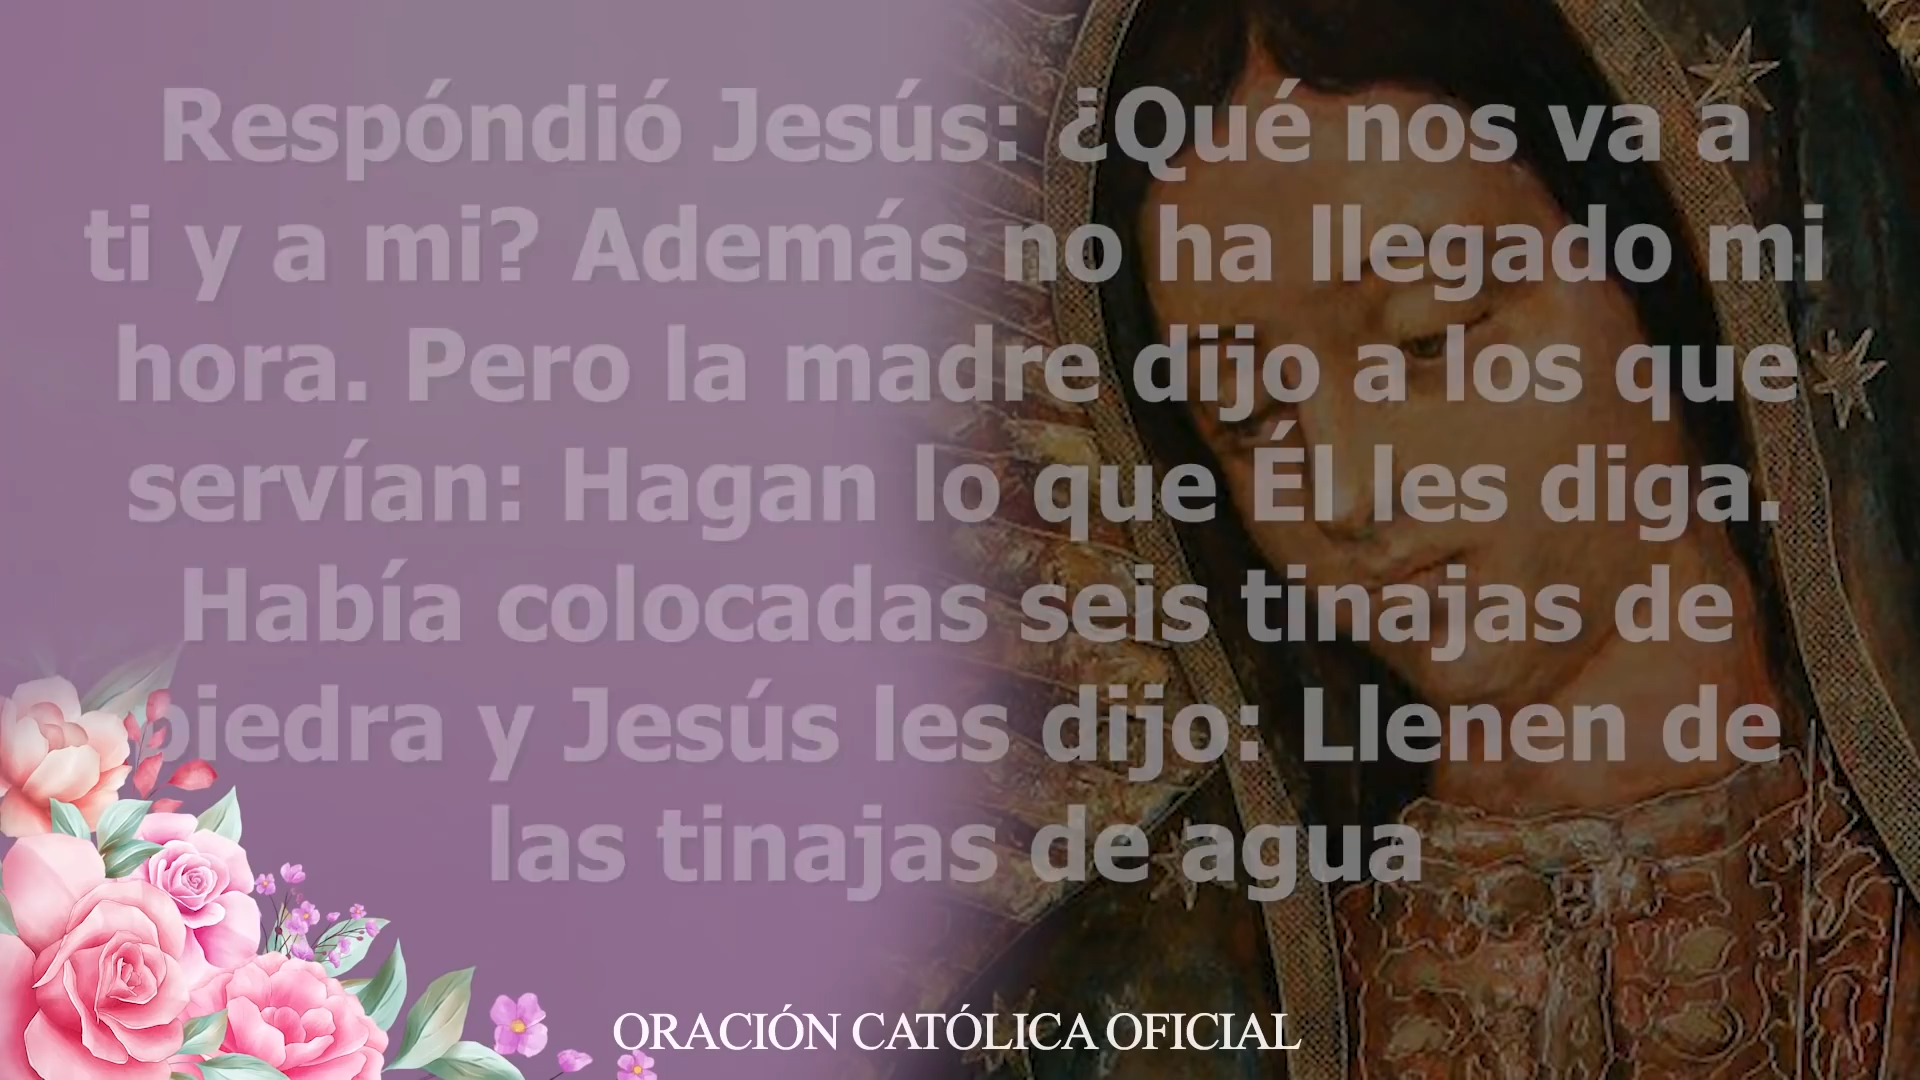 Respóndió Jesús: ¿Qué nos va a
ti y a mi? Además no ha llegado mi
hora. Pero la madre dijo a los que
servían: Hagan lo que Él les diga.
Había colocadas seis tinajas de
piedra y Jesús les dijo: Llenen de
las tinajas de agua
ORACIÓN CATÓLICA OFICIAL